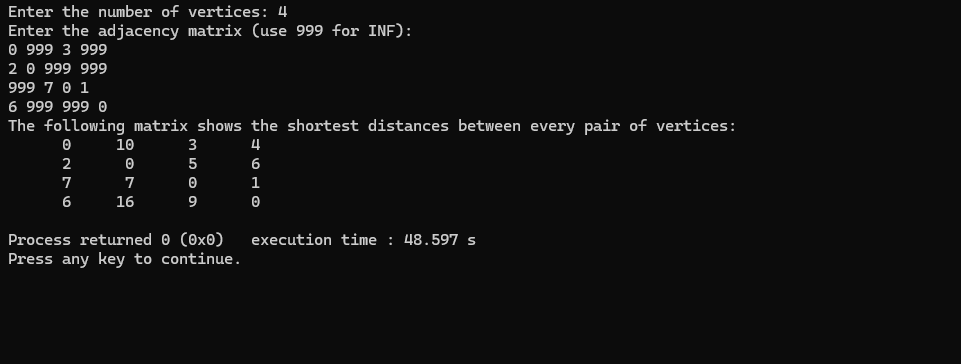 Enter the number of vertices: 4
Enter the adjacency matrix (use 999 for INF):
0 999 3 999
2 0 999 999
999 7 0 1
6 999 999 0
The following matrix shows the shortest distances between every pair of vertices:
      0     10      3      4
      2      0      5      6
      7      7      0      1
      6     16      9      0
Process returned 0 (0x0)   execution time : 48.597 s
Press any key to continue.